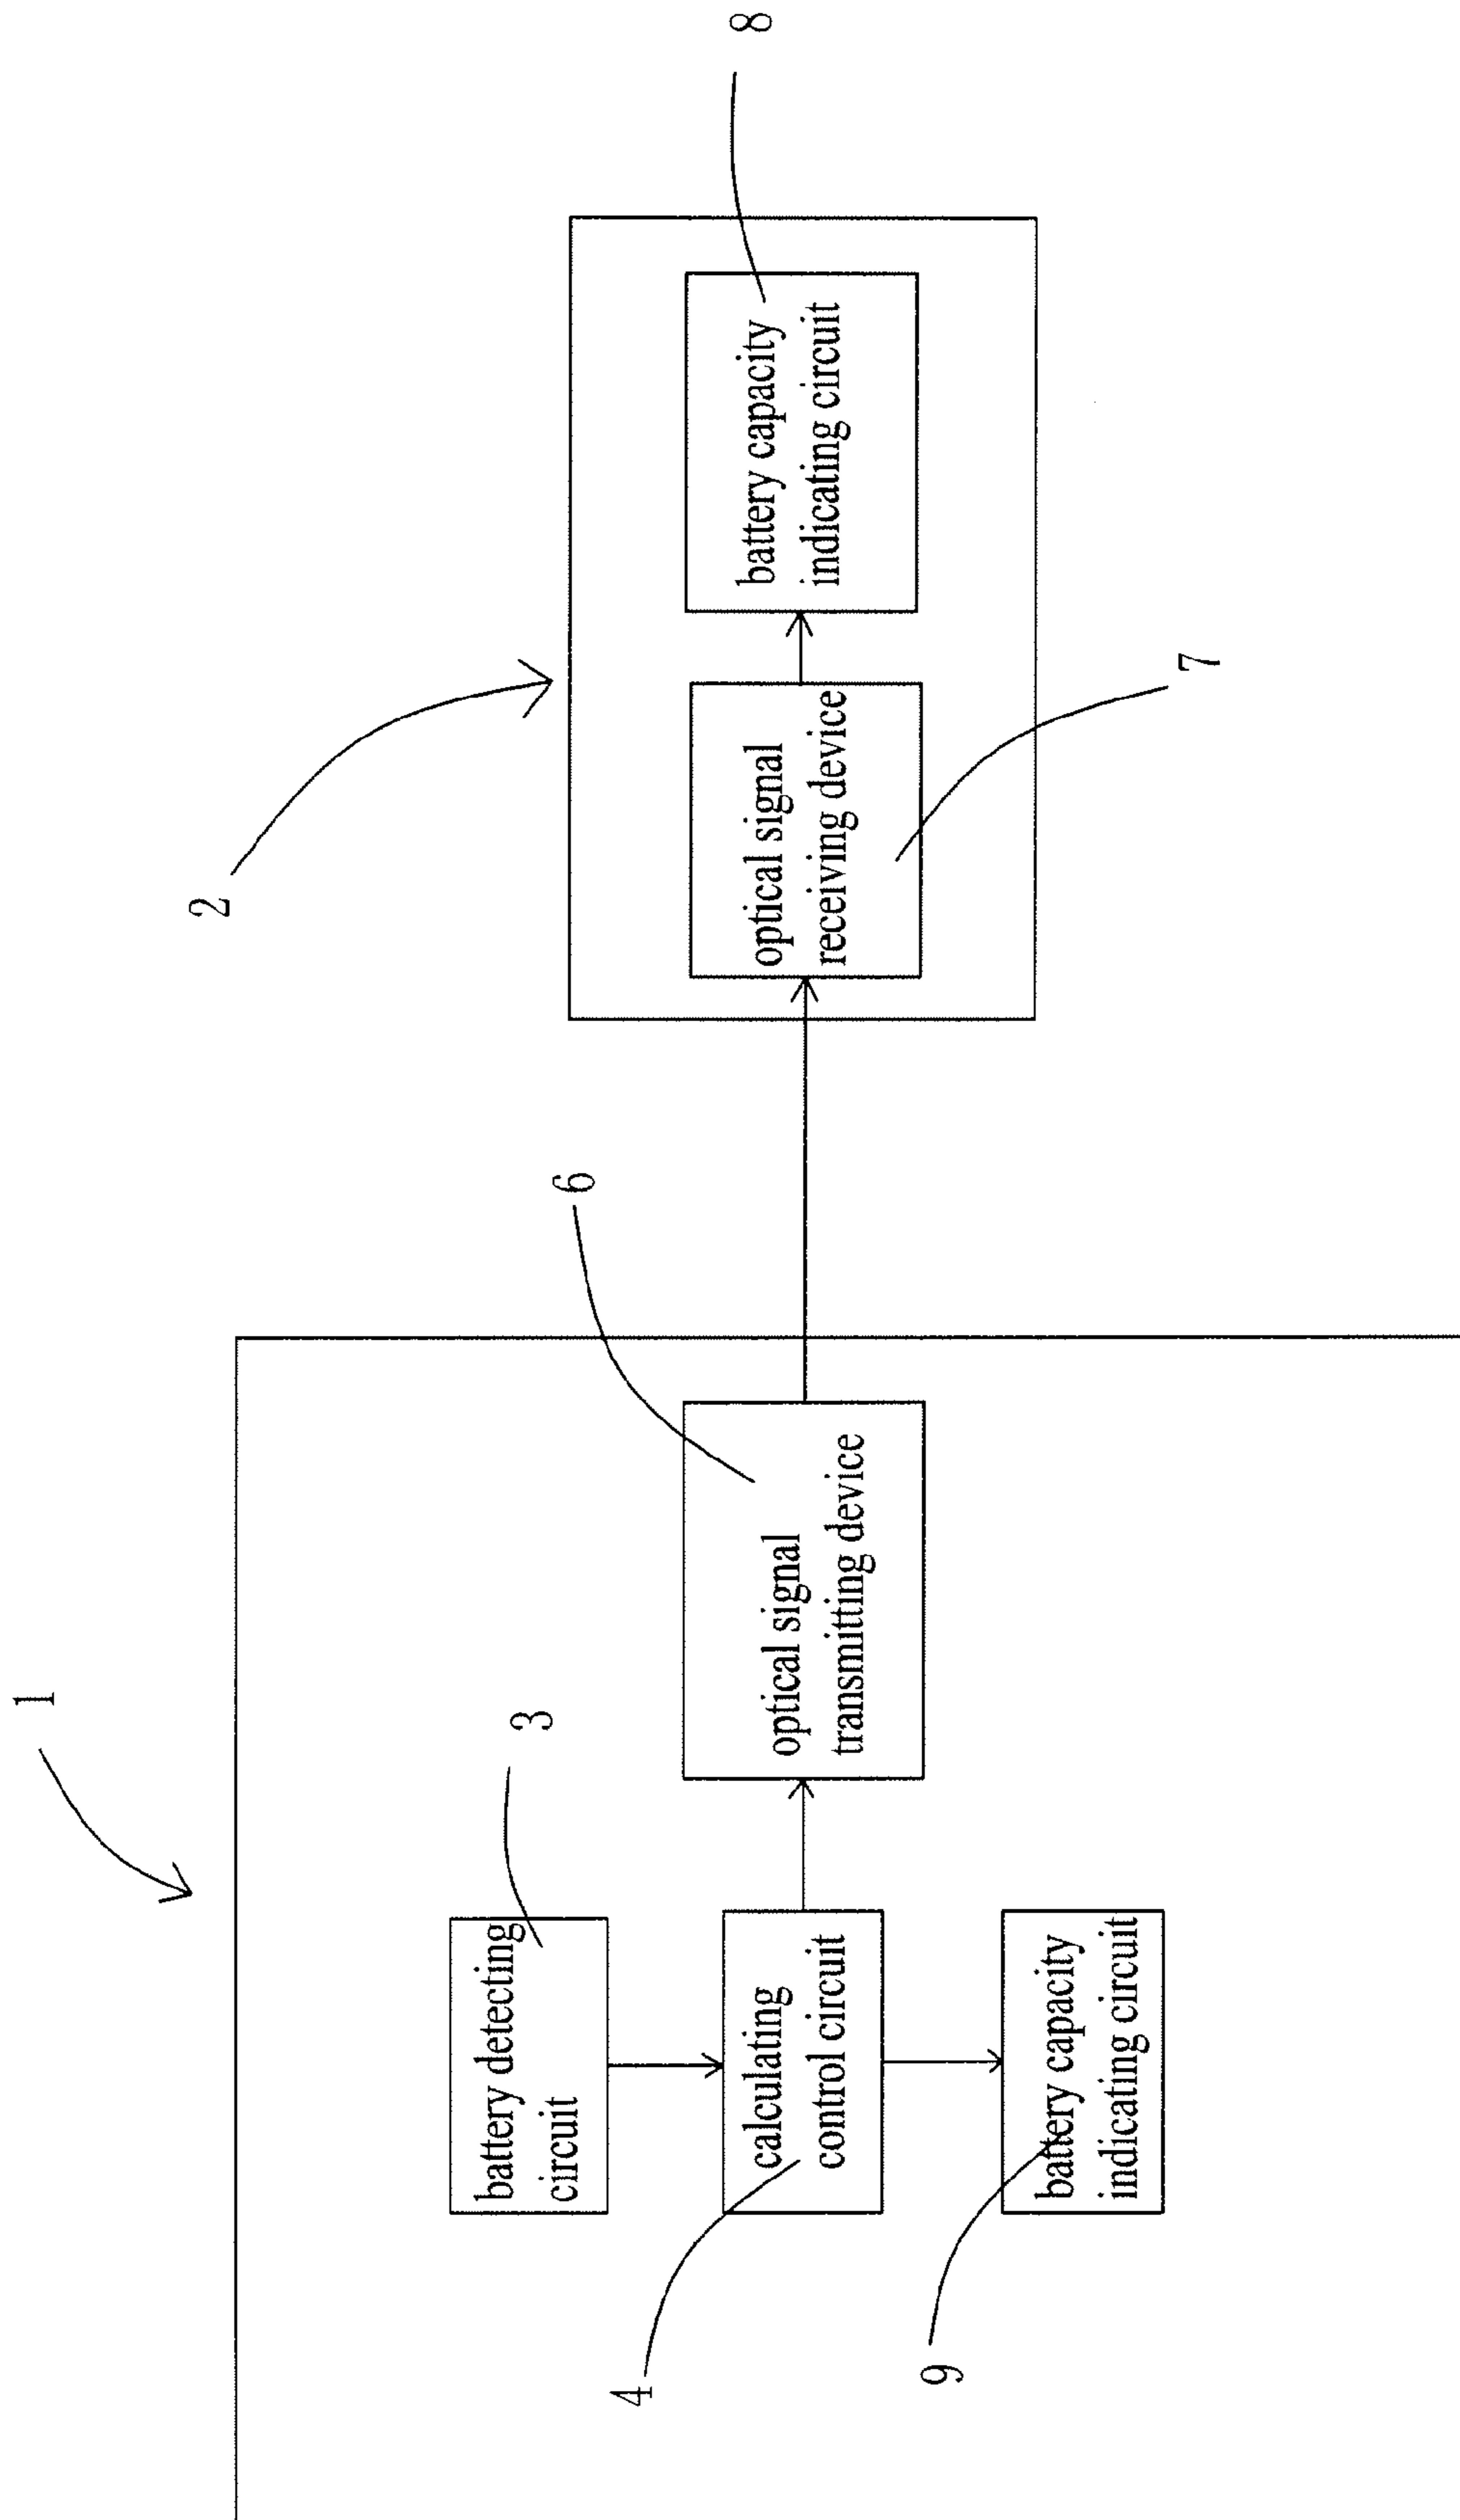 1
2
3
battery detecting
circuit
4
calculating
control circuit
9
battery capacity
indicating circuit
6
optical signal
transmitting device
7
optical signal
receiving device
8
battery capacity
indicating circuit